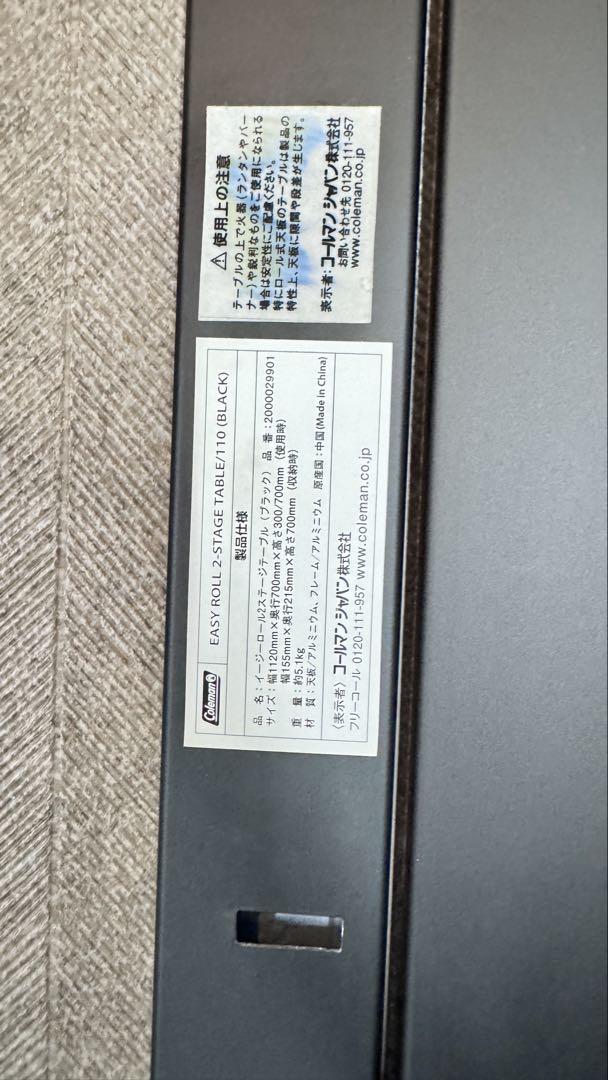 ⚠ 使用上の注意
テーブルの上で火器(ランタンやバー
ナー)や鋭利なものをご使用になられる
場合は安定性にご配慮ください。
特にロール式天板のテーブルは製品の
特性上、天板に隙間や段差が生じます。
表示者:コールマン ジャパン株式会社
お問い合わせ先 0120-111-957
www.coleman.co.jp
Coleman
EASY ROLL 2-STAGE TABLE/110 (BLACK)
製品仕様
品 名:イージーロール2ステージテーブル(ブラック) 品 番:2000029901
サイズ:幅1120mm×奥行700mm×高さ300/700mm(使用時)
幅155mm×奥行215mm×高さ700mm(収納時)
重 量:約5.1kg
材 質:天板/アルミニウム、フレーム/アルミニウム 原産国:中国(Made in China)
〈表示者〉コールマン ジャパン株式会社
フリーコール 0120-111-957 www.coleman.co.jp